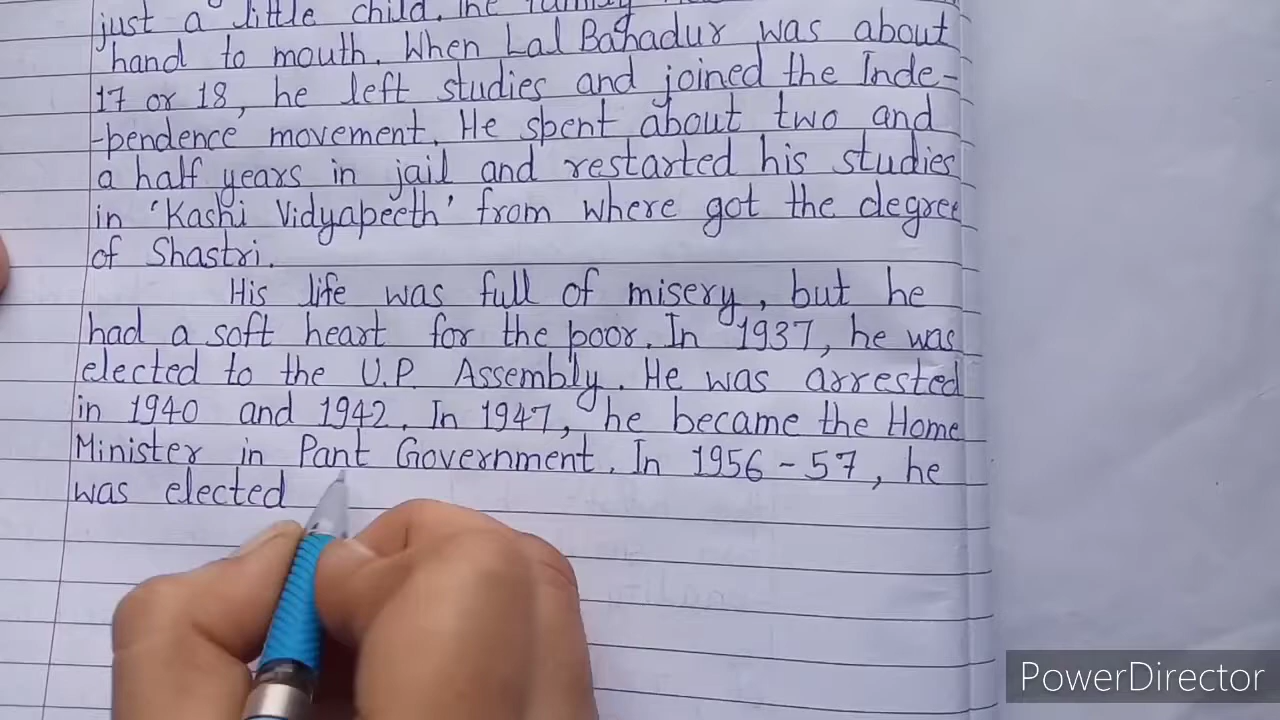 just a little child. The family
hand to mouth. When Lal Bahadur was about
17 or 18, he left studies and joined the Inde-
-pendence movement. He spent about two and
a half years in jail and restarted his studies
in 'Kashi Vidyapeeth' from where got the degree
of Shastri.
His life was full of misery, but he
had a soft heart for the poor. In 1937, he was
elected to the U.P. Assembly. He was arrested
in 1940 and 1942. In 1947, he became the Home
Minister in Pant Government. In 1956-57, he
was elected
PowerDirector